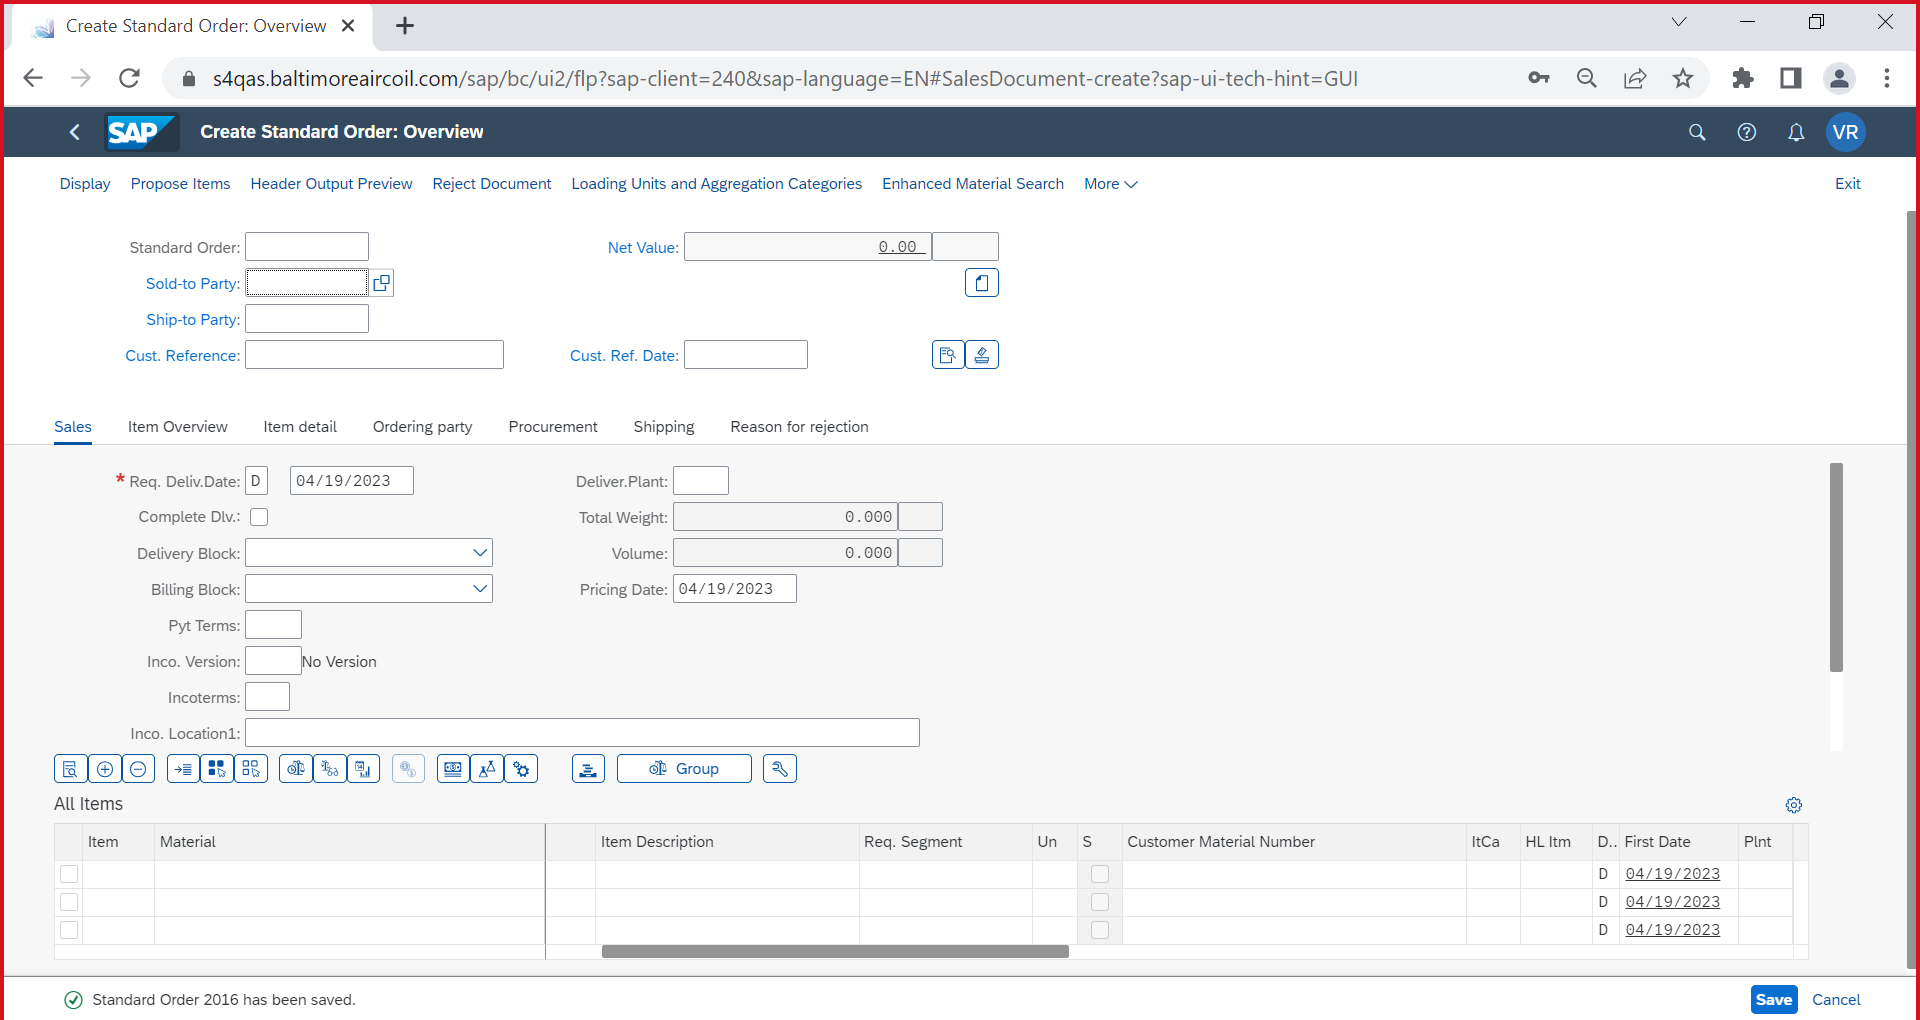 Create Standard Order: Overview
s4qas.baltimoreaircoil.com/sap/bc/ui2/flp?sap-client=240&sap-language=EN#SalesDocument-create?sap-ui-tech-hint=GUI
SAP Create Standard Order: Overview VR
Display Propose Items Header Output Preview Reject Document Loading Units and Aggregation Categories Enhanced Material Search More Exit
Standard Order: Net Value: 0.00
Sold-to Party:
Ship-to Party:
Cust. Reference: Cust. Ref. Date:
Sales Item Overview Item detail Ordering party Procurement Shipping Reason for rejection
* Req. Deliv.Date: D 04/19/2023 Deliver.Plant:
Complete Dlv.: Total Weight: 0.000
Delivery Block: Volume: 0.000
Billing Block: Pricing Date: 04/19/2023
Pyt Terms:
Inco. Version: No Version
Incoterms:
Inco. Location1:
Group
All Items
Item Material Item Description Req. Segment Un S Customer Material Number ItCa HL Itm D.. First Date Plnt
D 04/19/2023
D 04/19/2023
D 04/19/2023
Standard Order 2016 has been saved. Save Cancel